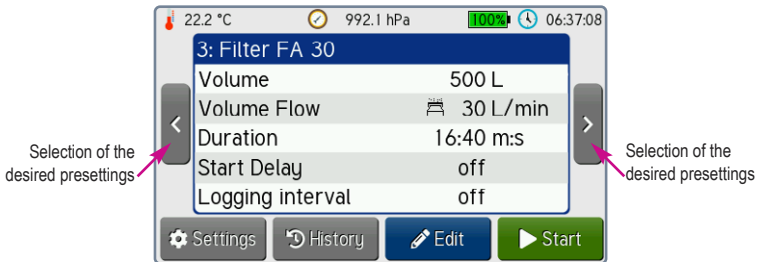 22.2 °C 992.1 hPa 100% 06:37:08
3: Filter FA 30
Volume 500 L
Volume Flow 30 L/min
Duration 16:40 m:s
Start Delay off
Logging interval off
< >
Selection of the
desired presettings
Selection of the
desired presettings
Settings History Edit Start